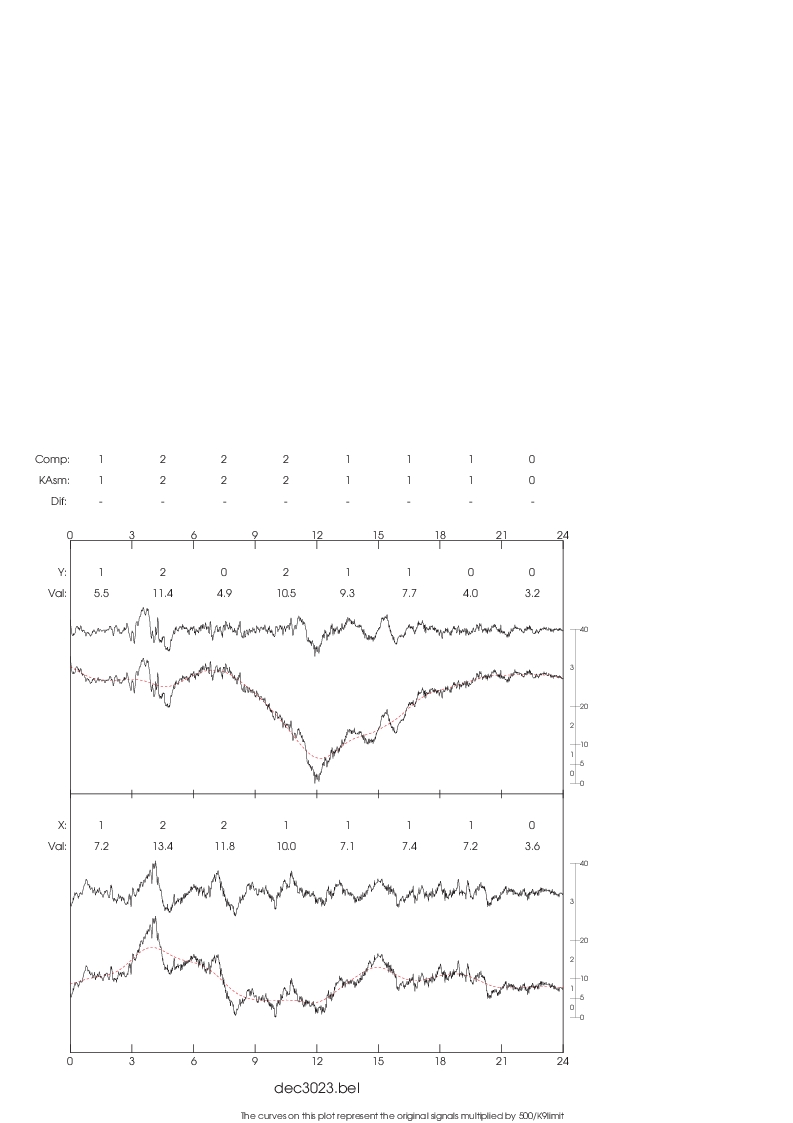 Comp: 1 2 2 2 1 1 1 0
KAsm: 1 2 2 2 1 1 1 0
Dif: - - - - - - - -
0 3 6 9 12 15 18 21 24
Y: 1 2 0 2 1 1 0 0
Val: 5.5 11.4 4.9 10.5 9.3 7.7 4.0 3.2
40
3
20
2
10
1
5
0
0
X: 1 2 2 1 1 1 1 0
Val: 7.2 13.4 11.8 10.0 7.1 7.4 7.2 3.6
40
3
20
2
10
1
5
0
0
0 3 6 9 12 15 18 21 24
dec3023.bel
The curves on this plot represent the original signals multiplied by 500/K9limit